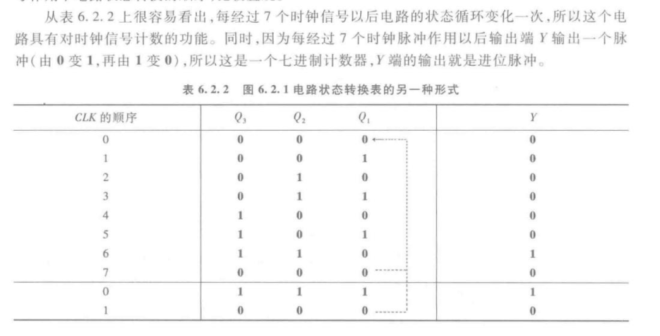 从表 6.2.2 上很容易看出,每经过 7 个时钟信号以后电路的状态循环变化一次,所以这个电
路具有对时钟信号计数的功能。同时,因为每经过 7 个时钟脉冲作用以后输出端 Y 输出一个脉
冲(由 0 变 1,再由 1 变 0),所以这是一个七进制计数器,Y 端的输出就是进位脉冲。
表 6.2.2 图 6.2.1 电路状态转换表的另一种形式
CLK 的顺序 Q₃ Q₂ Q₁ Y
0 0 0 0 0
1 0 0 1 0
2 0 1 0 0
3 0 1 1 0
4 1 0 0 0
5 1 0 1 0
6 1 1 0 1
7 0 0 0 0
0 1 1 1 1
1 0 0 0 0